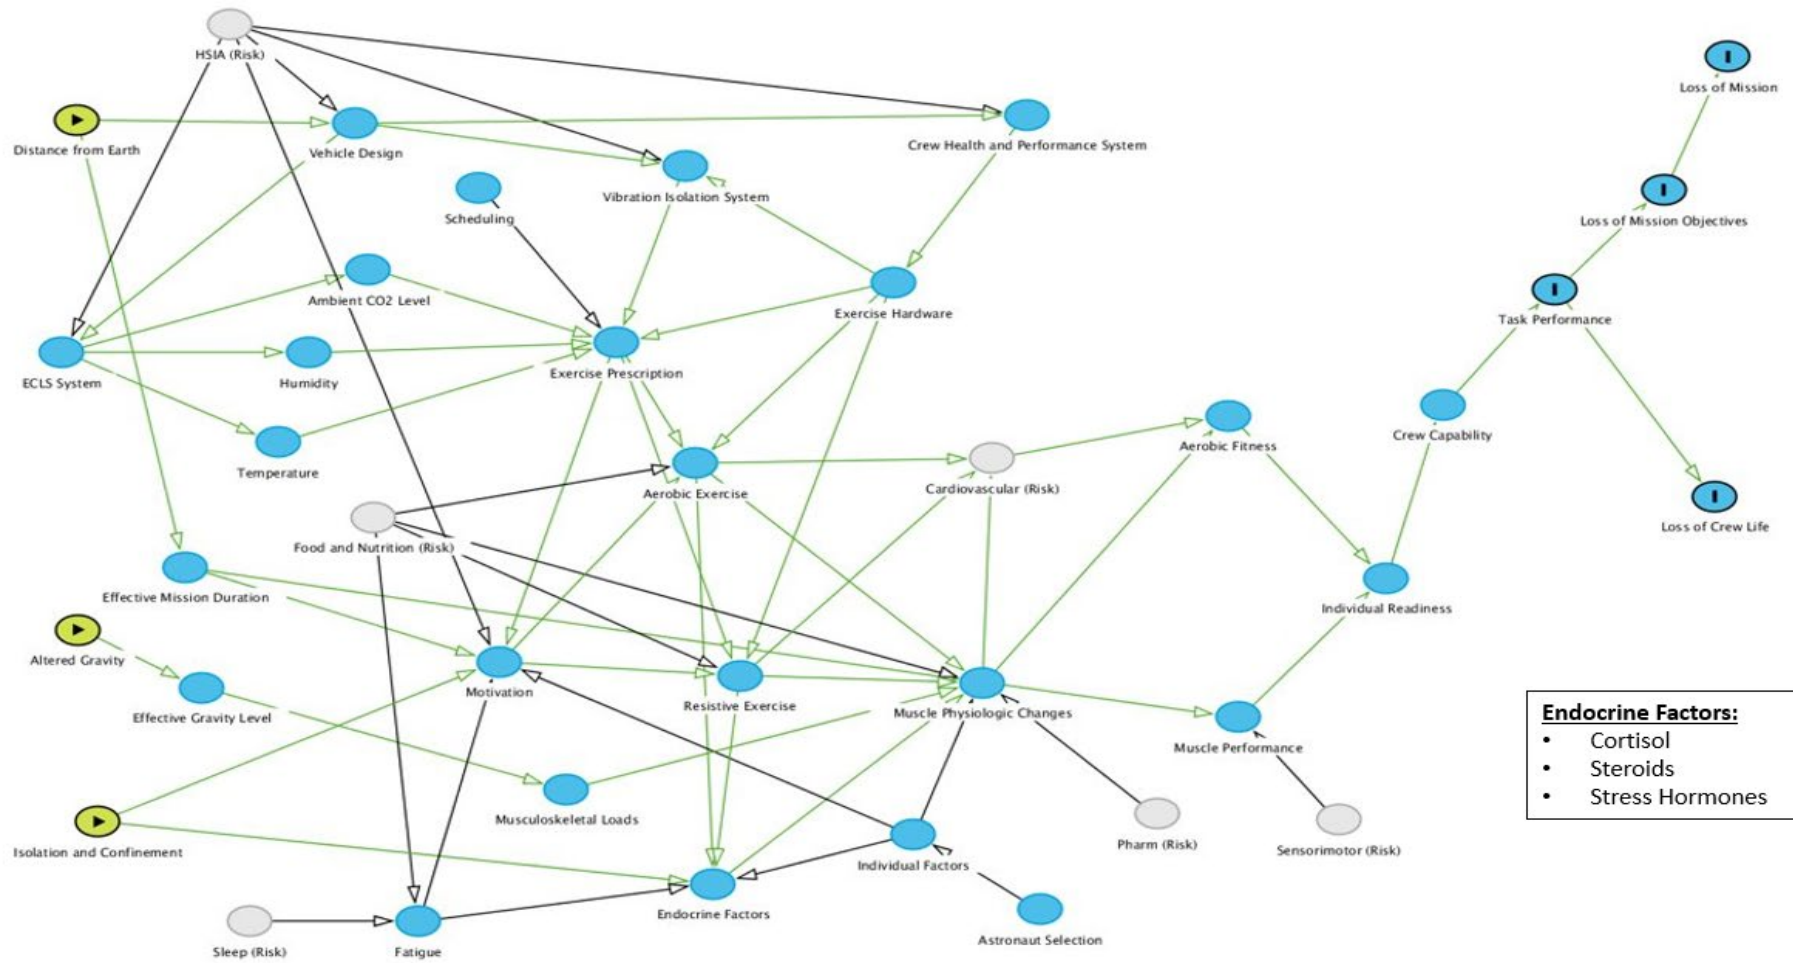 HSIA (Risk)
Loss of Mission
Distance from Earth
Vehicle Design
Crew Health and Performance System
Vibration Isolation System
Scheduling
Loss of Mission Objectives
Ambient CO2 Level
Exercise Hardware
Task Performance
ECLS System
Humidity
Exercise Prescription
Temperature
Aerobic Fitness
Crew Capability
Aerobic Exercise
Cardiovascular (Risk)
Loss of Crew Life
Food and Nutrition (Risk)
Effective Mission Duration
Individual Readiness
Altered Gravity
Effective Gravity Level
Motivation
Resistive Exercise
Muscle Physiologic Changes
Muscle Performance
Endocrine Factors:
• Cortisol
• Steroids
• Stress Hormones
Musculoskeletal Loads
Isolation and Confinement
Individual Factors
Pharm (Risk)
Sensorimotor (Risk)
Endocrine Factors
Sleep (Risk)
Fatigue
Astronaut Selection